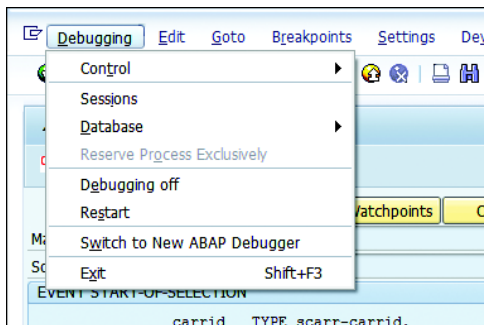 Debugging Edit Goto Breakpoints Settings
Control
Sessions
Database
Reserve Process Exclusively
Debugging off
Restart
Watchpoints
Switch to New ABAP Debugger
Exit Shift+F3
EVENT START-OF-SELECTION
carrid TYPE scarr-carrid.